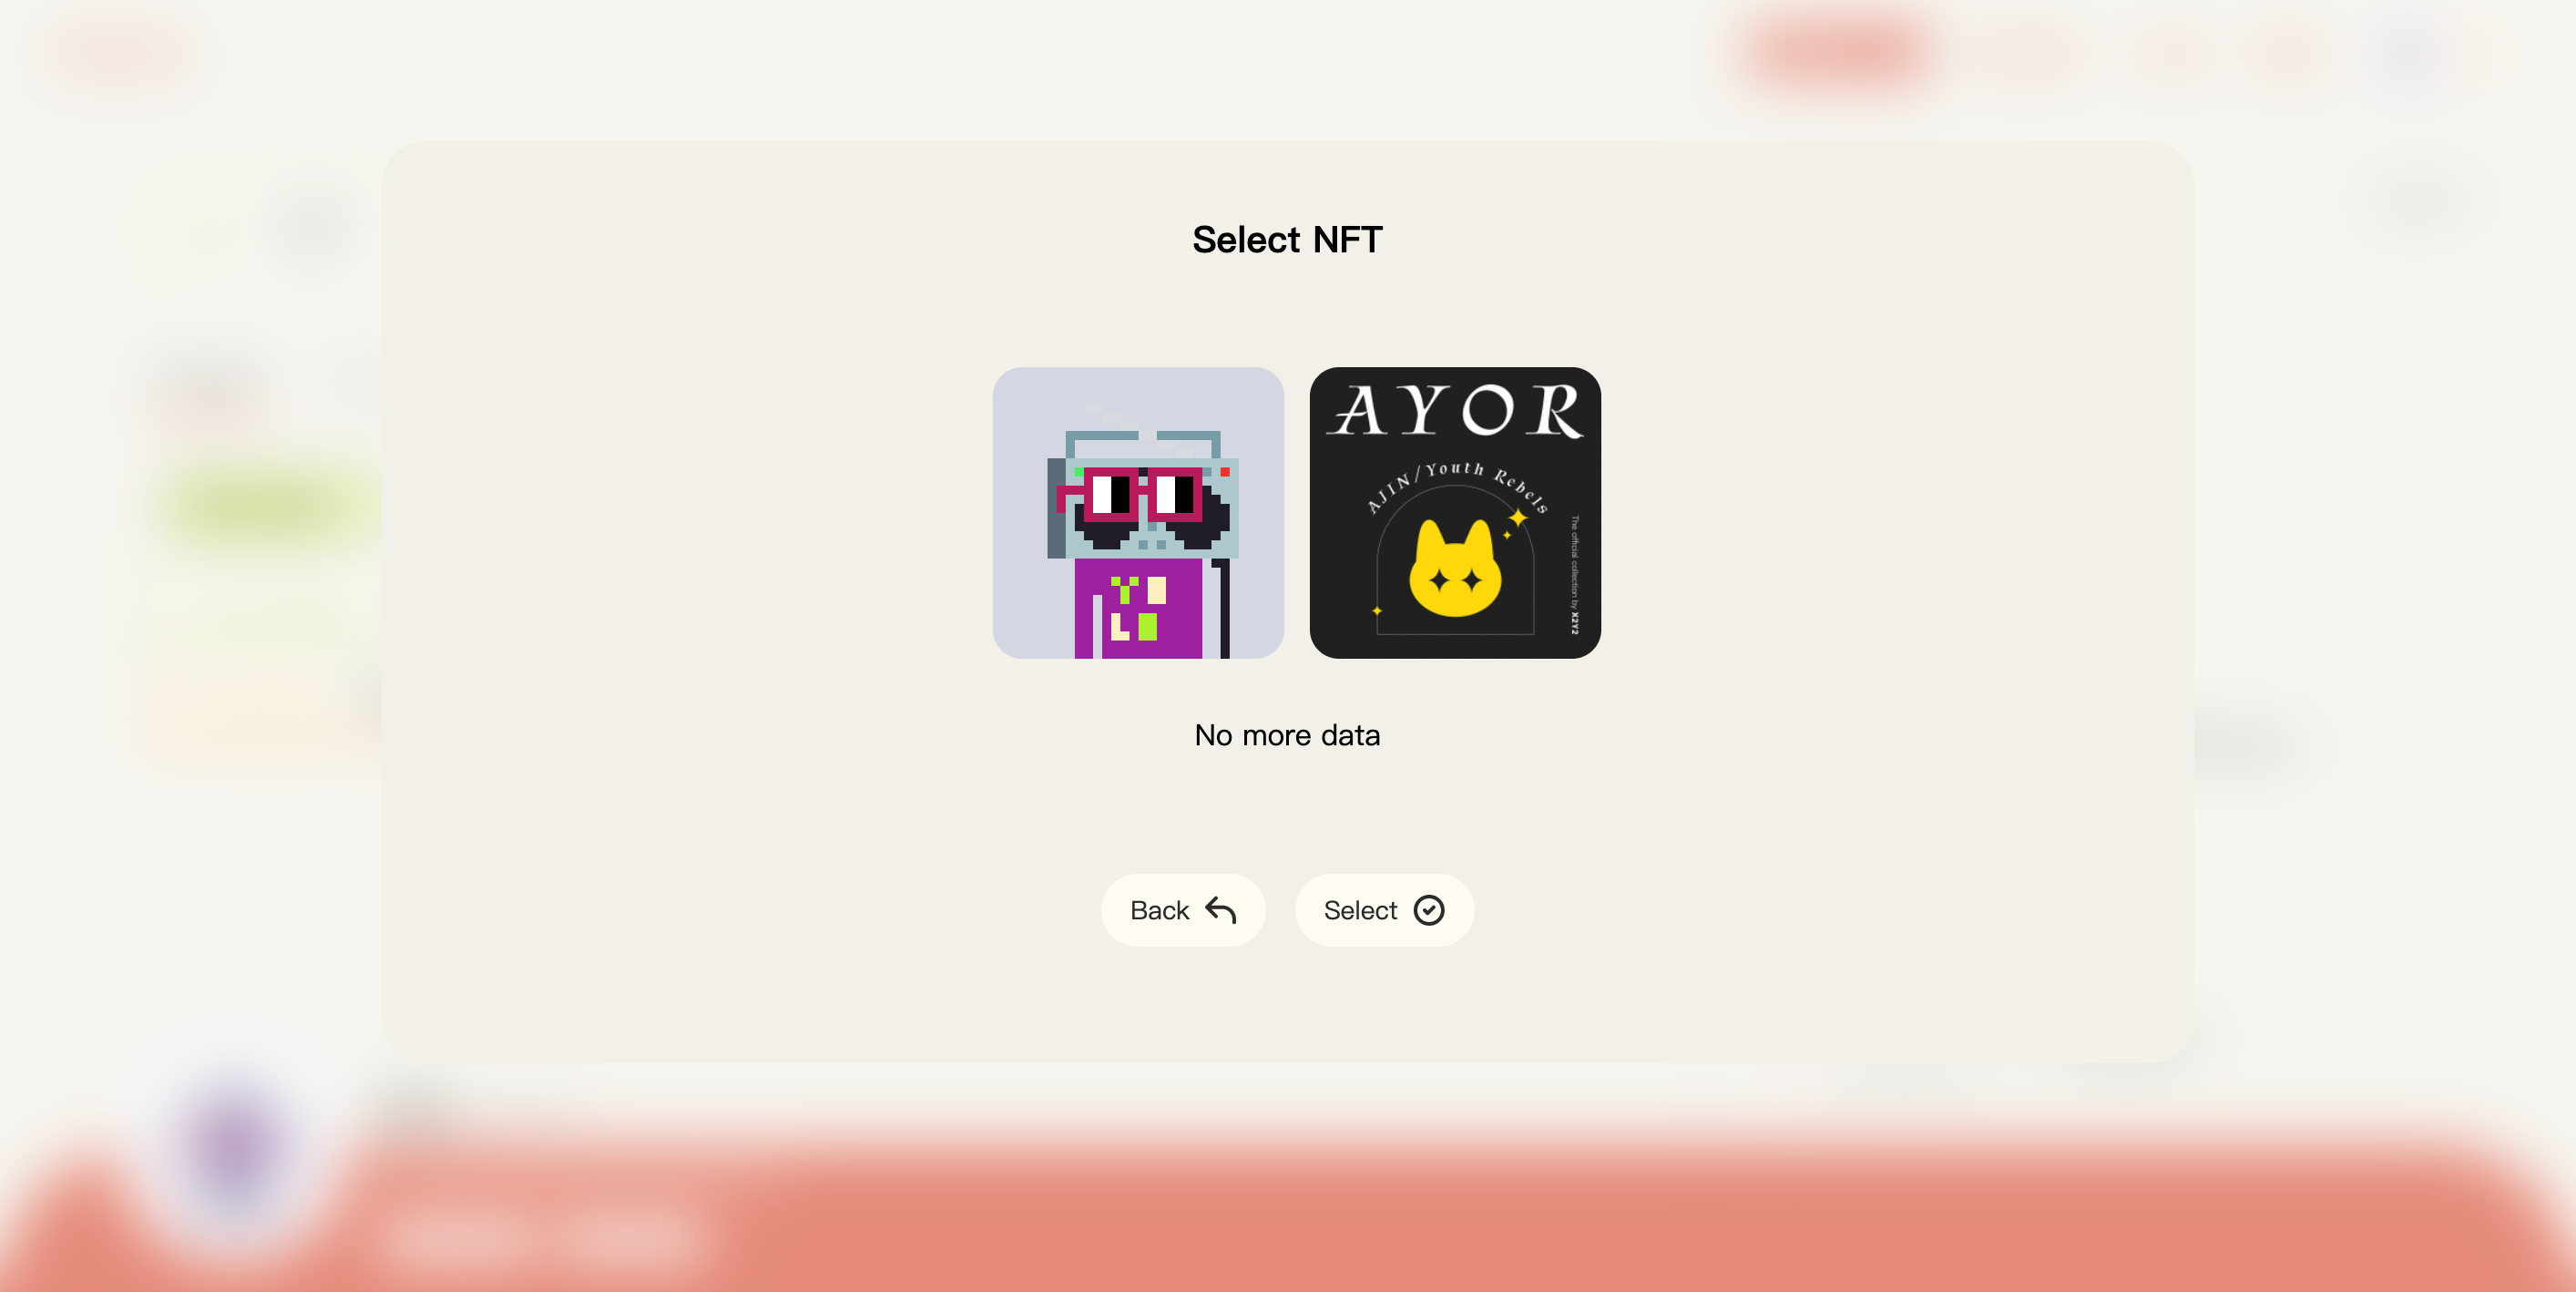 Select NFT
AYOR
AJIN/Youth Rebels
The official collection by X2Y2
No more data
Back
Select